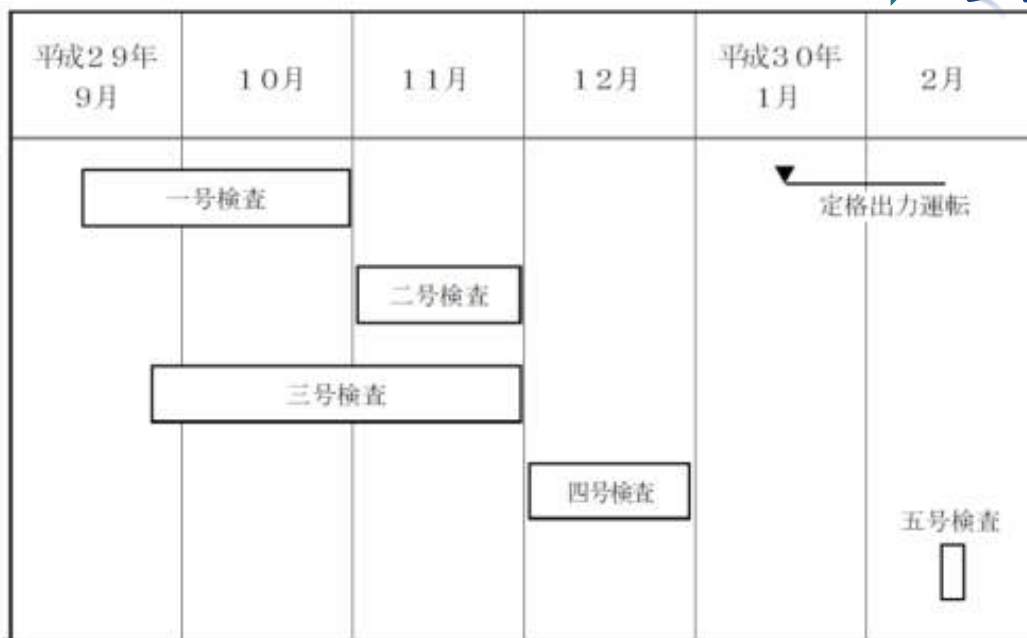 平成２９年
９月
１０月
１１月
１２月
平成３０年
１月
２月
一号検査
定格出力運転
二号検査
三号検査
四号検査
五号検査